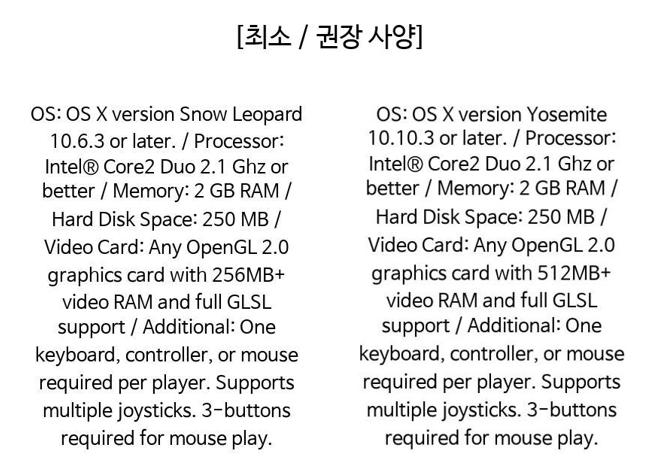 [최소 / 권장 사양]
OS: OS X version Snow Leopard
10.6.3 or later. / Processor:
Intel® Core2 Duo 2.1 Ghz or
better / Memory: 2 GB RAM /
Hard Disk Space: 250 MB /
Video Card: Any OpenGL 2.0
graphics card with 256MB+
video RAM and full GLSL
support / Additional: One
keyboard, controller, or mouse
required per player. Supports
multiple joysticks. 3-buttons
required for mouse play.
OS: OS X version Yosemite
10.10.3 or later. / Processor:
Intel® Core2 Duo 2.1 Ghz or
better / Memory: 2 GB RAM /
Hard Disk Space: 250 MB /
Video Card: Any OpenGL 2.0
graphics card with 512MB+
video RAM and full GLSL
support / Additional: One
keyboard, controller, or mouse
required per player. Supports
multiple joysticks. 3-buttons
required for mouse play.